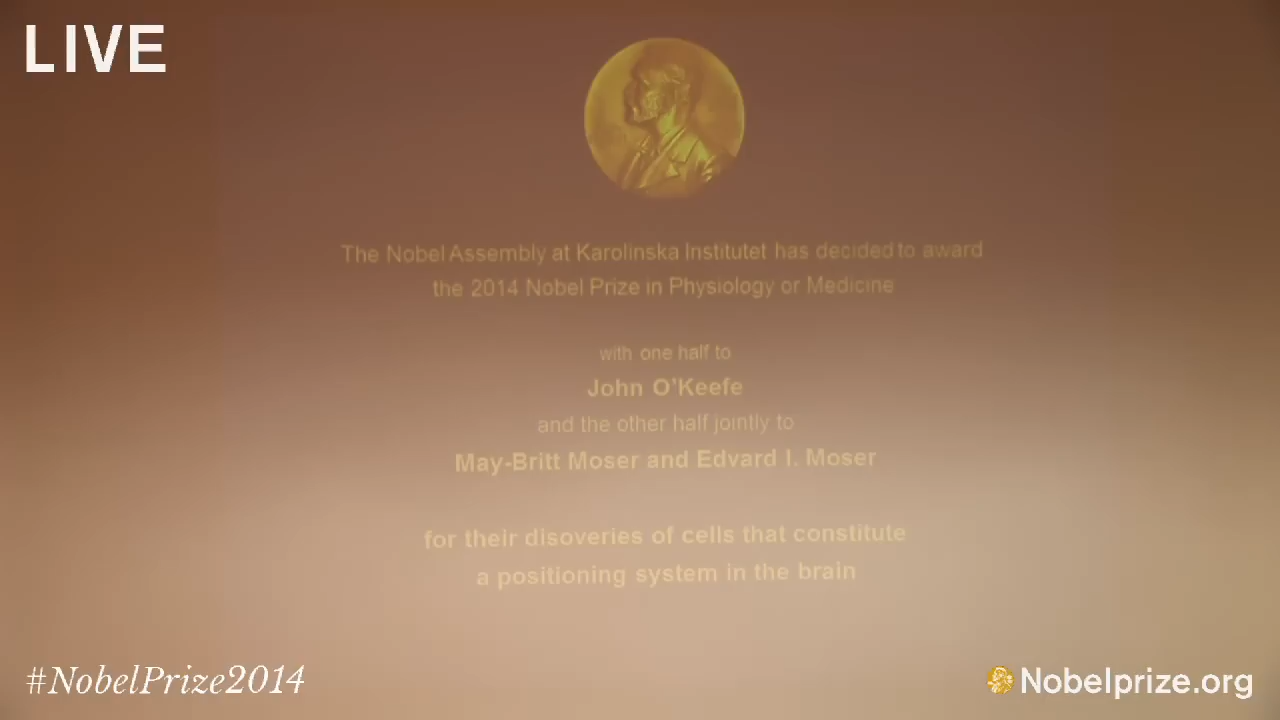 LIVE
The Nobel Assembly at Karolinska Institutet has decided to award
the 2014 Nobel Prize in Physiology or Medicine
with one half to
John O'Keefe
and the other half jointly to
May-Britt Moser and Edvard I. Moser
for their disoveries of cells that constitute
a positioning system in the brain
#NobelPrize2014
Nobelprize.org